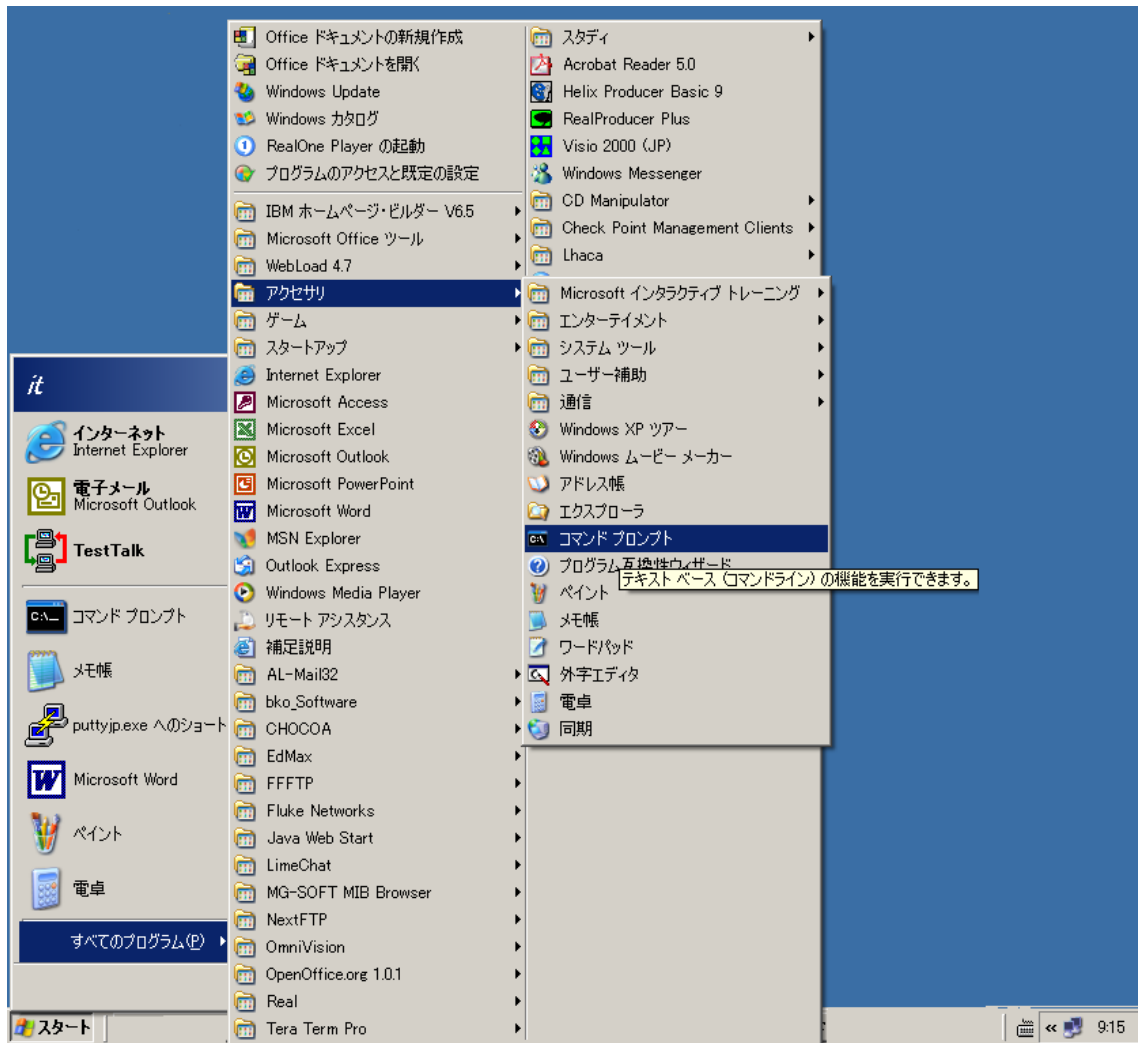 Office ドキュメントの新規作成
Office ドキュメントを開く
Windows Update
Windows カタログ
RealOne Player の起動
プログラムのアクセスと既定の設定
IBM ホームページ・ビルダー V6.5
Microsoft Office ツール
WebLoad 4.7
アクセサリ
ゲーム
スタートアップ
Internet Explorer
Microsoft Access
Microsoft Excel
Microsoft Outlook
Microsoft PowerPoint
Microsoft Word
MSN Explorer
Outlook Express
Windows Media Player
リモート アシスタンス
補足説明
AL-Mail32
bko_Software
CHOCOA
EdMax
FFFTP
Fluke Networks
Java Web Start
LimeChat
MG-SOFT MIB Browser
NextFTP
OmniVision
OpenOffice.org 1.0.1
Real
Tera Term Pro
スタディ
Acrobat Reader 5.0
Helix Producer Basic 9
RealProducer Plus
Visio 2000 (JP)
Windows Messenger
CD Manipulator
Check Point Management Clients
Lhaca
Microsoft インタラクティブ トレーニング
エンターテイメント
システム ツール
ユーザー補助
通信
Windows XP ツアー
Windows ムービー メーカー
アドレス帳
エクスプローラ
コマンド プロンプト
プログラム互換性ウィザード
テキスト ベース (コマンドライン) の機能を実行できます。
ペイント
メモ帳
ワードパッド
外字エディタ
電卓
同期
it
インターネット
Internet Explorer
電子メール
Microsoft Outlook
TestTalk
コマンド プロンプト
メモ帳
puttyjp.exe へのショート
Microsoft Word
ペイント
電卓
すべてのプログラム(P)
スタート
9:15